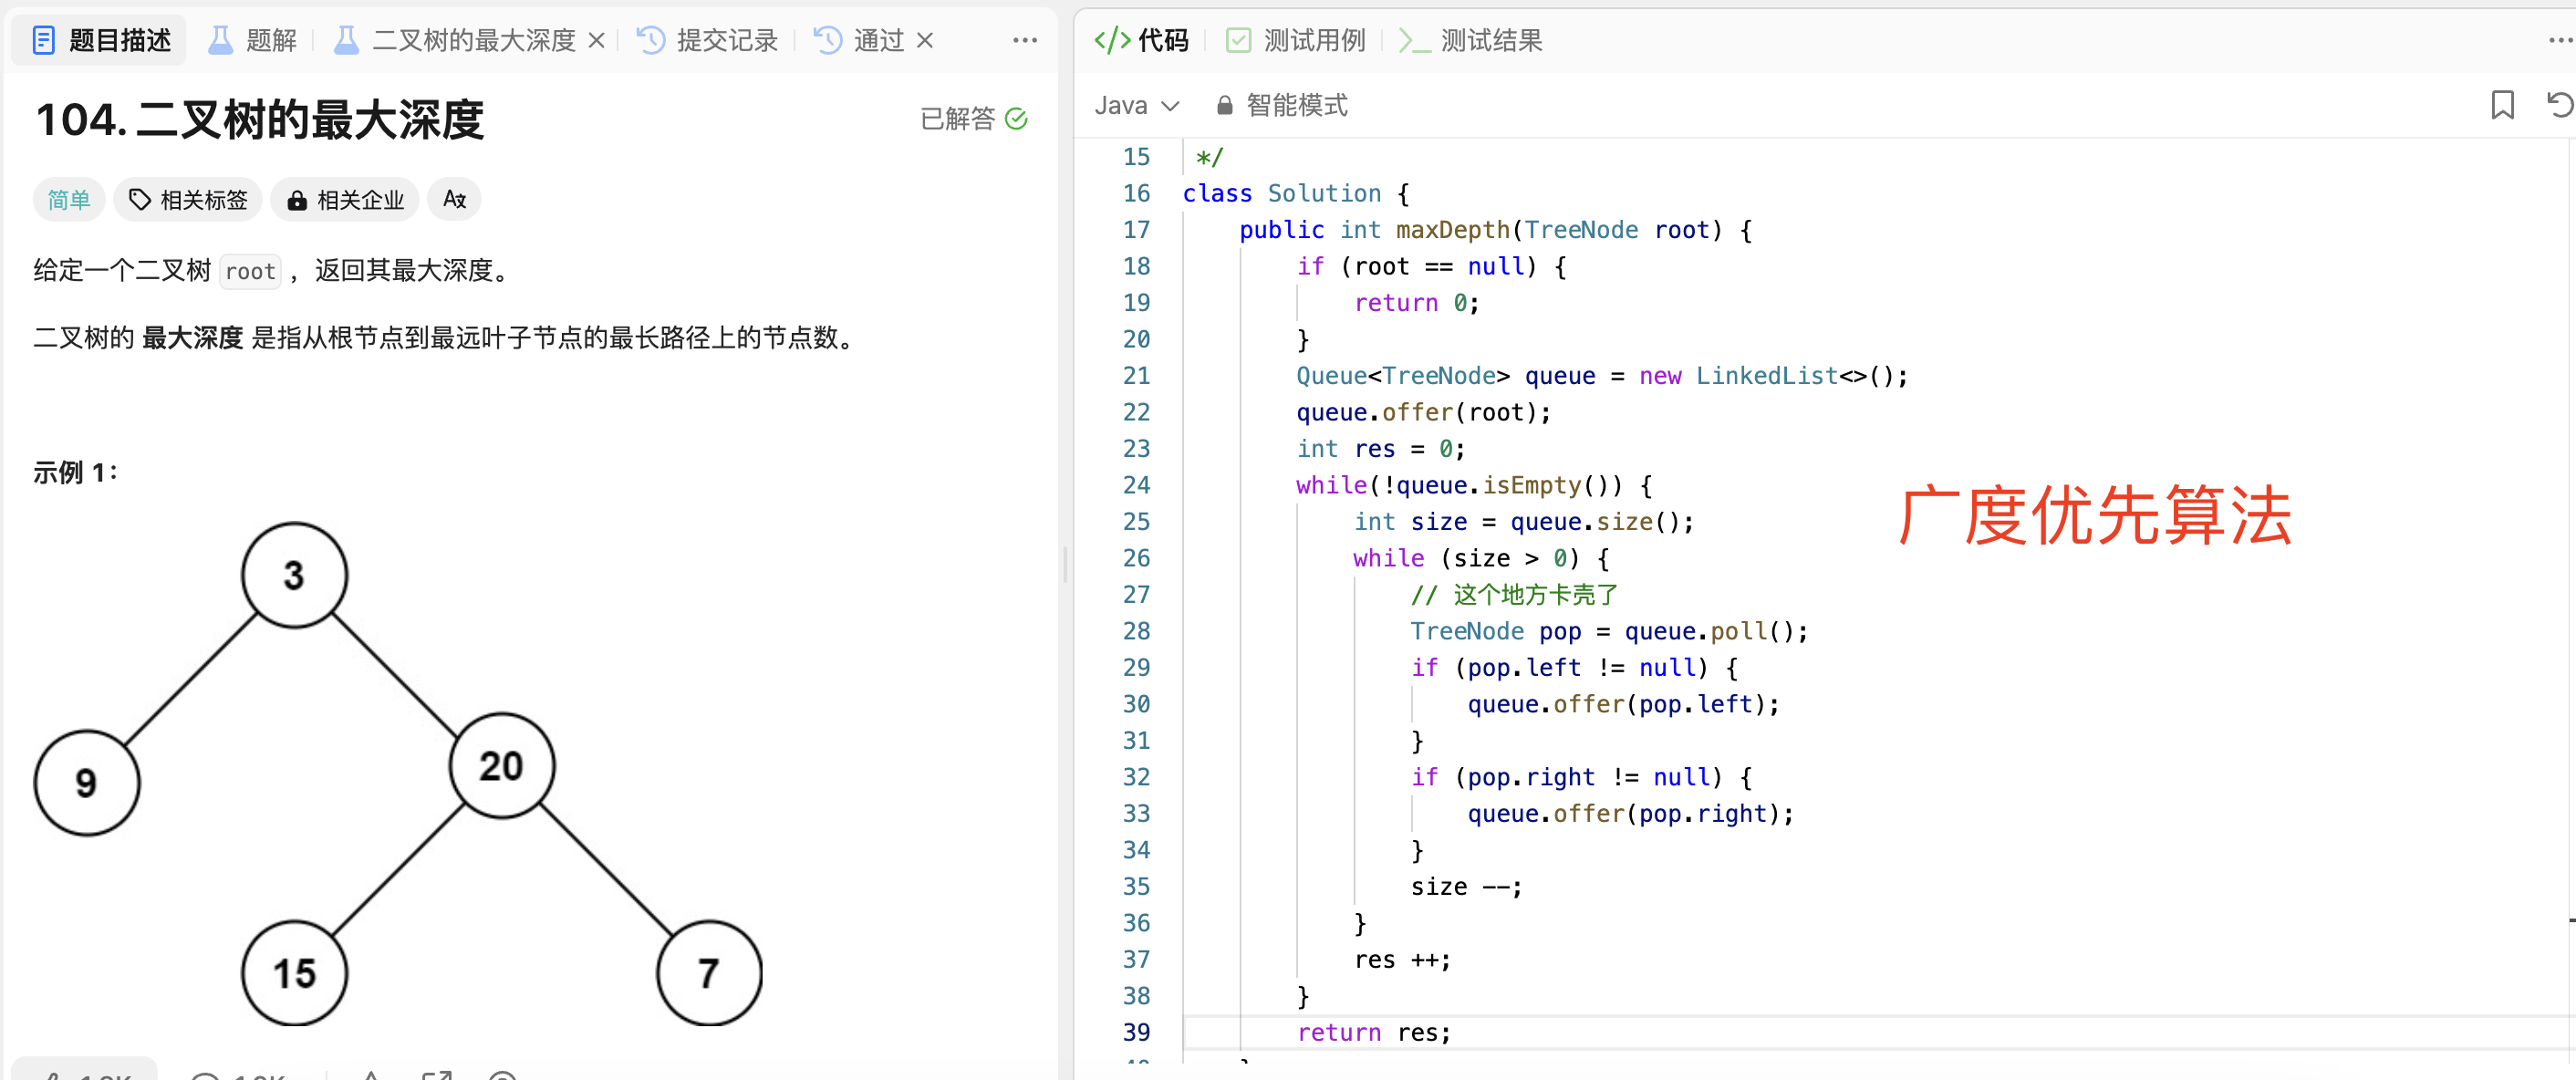 题目描述 题解 二叉树的最大深度 提交记录 通过
104. 二叉树的最大深度
已解答
简单 相关标签 相关企业
给定一个二叉树 root ，返回其最大深度。
二叉树的 最大深度 是指从根节点到最远叶子节点的最长路径上的节点数。
示例 1：
3
9
20
15
7
</> 代码 测试用例 测试结果
Java 智能模式
15 */
16 class Solution {
17 public int maxDepth(TreeNode root) {
18 if (root == null) {
19 return 0;
20 }
21 Queue<TreeNode> queue = new LinkedList<>();
22 queue.offer(root);
23 int res = 0;
24 while(!queue.isEmpty()) {
25 int size = queue.size();
26 while (size > 0) {
27 // 这个地方卡壳了
28 TreeNode pop = queue.poll();
29 if (pop.left != null) {
30 queue.offer(pop.left);
31 }
32 if (pop.right != null) {
33 queue.offer(pop.right);
34 }
35 size --;
36 }
37 res ++;
38 }
39 return res;
广度优先算法